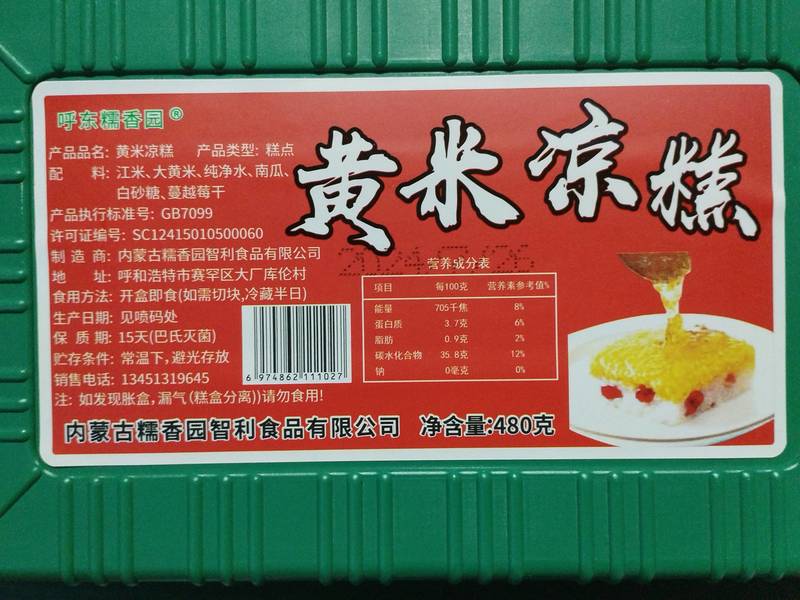 呼东糯香园®
黄米凉糕
产品品名: 黄米凉糕 产品类型: 糕点
配 料: 江米、大黄米、纯净水、南瓜、
白砂糖、蔓越莓干
产品执行标准号: GB7099
许可证编号: SC12415010500060
制 造 商: 内蒙古糯香园智利食品有限公司
地 址: 呼和浩特市赛罕区大厂库伦村
食用方法: 开盒即食(如需切块,冷藏半日)
生产日期: 见喷码处
保 质 期: 15天(巴氏灭菌)
贮存条件: 常温下,避光存放
销售电话: 13451319645
注: 如发现胀盒,漏气(糕盒分离))请勿食用!
6 974862 111027
营养成分表
项目 每100克 营养素参考值%
能量 705千焦 8%
蛋白质 3.7克 6%
脂肪 0.9克 2%
碳水化合物 35.8克 12%
钠 0毫克 0%
内蒙古糯香园智利食品有限公司 净含量:480克